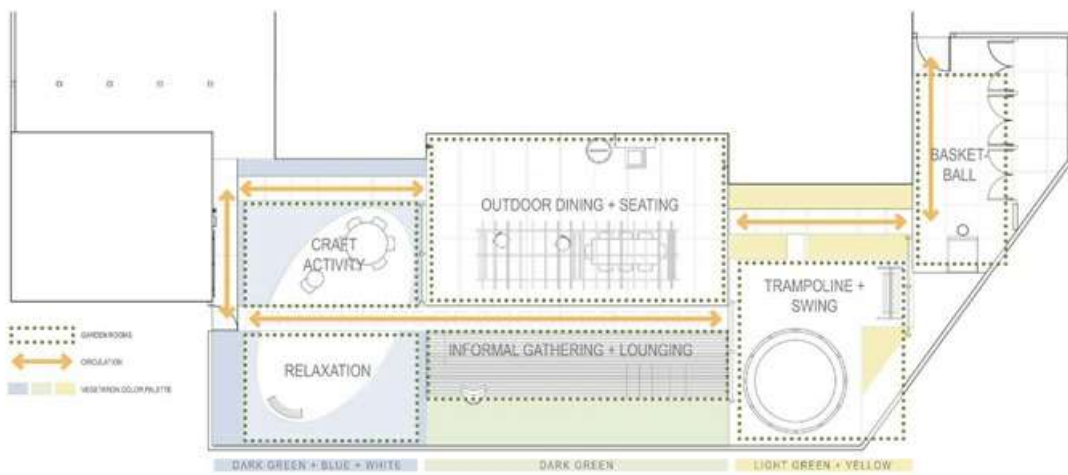 BASKET-
BALL
OUTDOOR DINING + SEATING
CRAFT
ACTIVITY
TRAMPOLINE +
SWING
INFORMAL GATHERING + LOUNGING
RELAXATION
GARDEN ROOMS
CIRCULATION
VEGETATION COLOR PALETTE
DARK GREEN + BLUE + WHITE
DARK GREEN
LIGHT GREEN + YELLOW